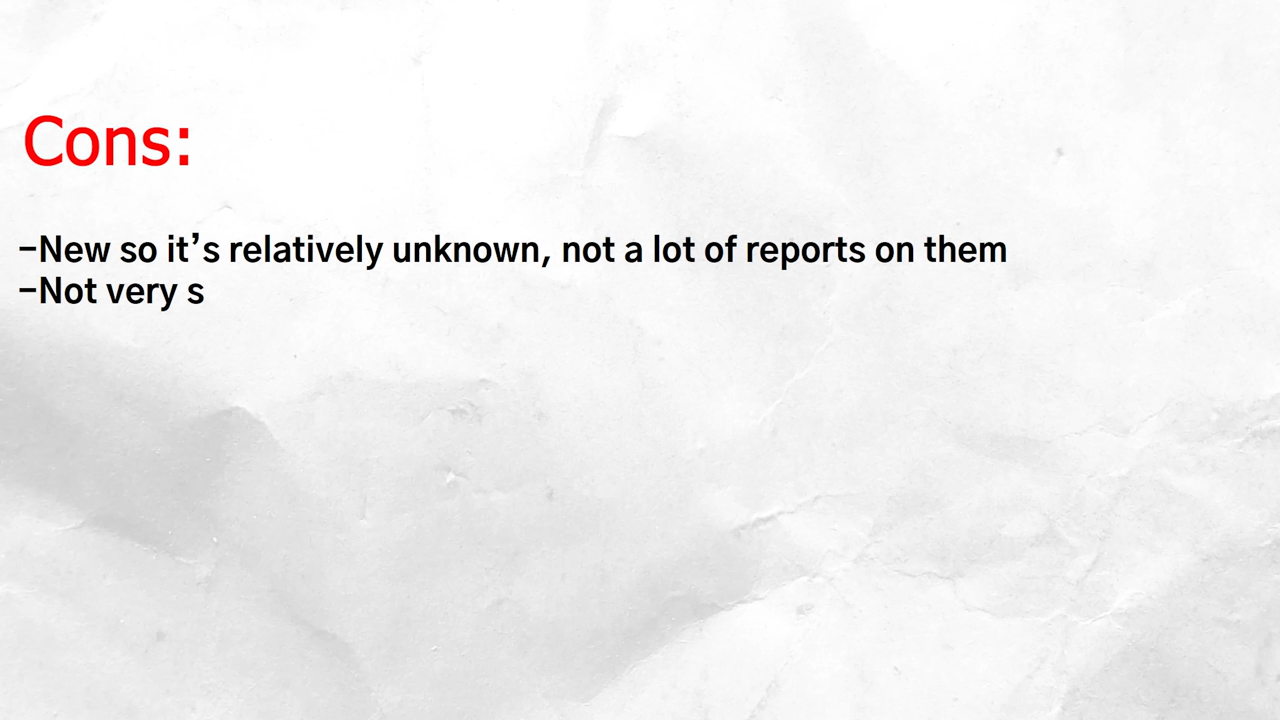 Cons:
-New so it's relatively unknown, not a lot of reports on them
-Not very s